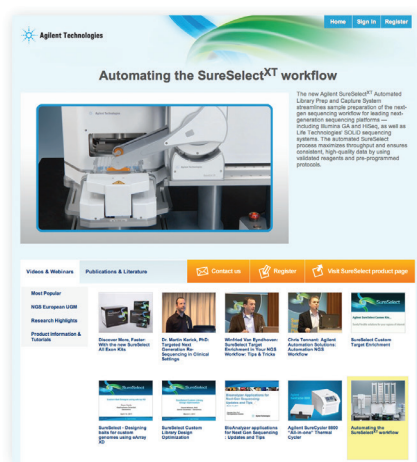 Home Sign In Register
Agilent Technologies
Automating the SureSelectXT workflow
The new Agilent SureSelectXT Automated
Library Prep and Capture System
streamlines sample preparation of the next-
gen sequencing workflow for leading next-
generation sequencing platforms —
including Illumina GA and HiSeq, as well as
Life Technologies' SOLiD sequencing
systems. The automated SureSelect
process maximizes throughput and ensures
consistent, high-quality data by using
validated reagents and pre-programmed
protocols.
Videos & Webinars Publications & Literature Contact us Register Visit SureSelect product page
Most Popular
NGS European UGM
Research Highlights
Product Information &
Tutorials
Discover More, Faster:
With the new SureSelect
All Exon Kits
Dr. Martin Kerick, PhD:
Targeted Next
Generation Re-
Sequencing in Clinical
Settings
Winfried Van Eyndhoven:
SureSelect Target
Enrichment in Your NGS
Workflow: Tips & Tricks
Chris Tennant: Agilent
Automation Solutions:
Automation NGS
Workflow
SureSelect
SureSelect Custom
Target Enrichment
SureSelect
SureSelect - Designing
baits for custom
genomes using eArray
XD
SureSelect
SureSelect Custom
Library Design
Optimization
BioAnalyzer applications
for Next Gen Sequencing
: Updates and Tips
Agilent SureCycler 8800
"All-in-one" Thermal
Cycler
Automating the
SureSelectXT workflow